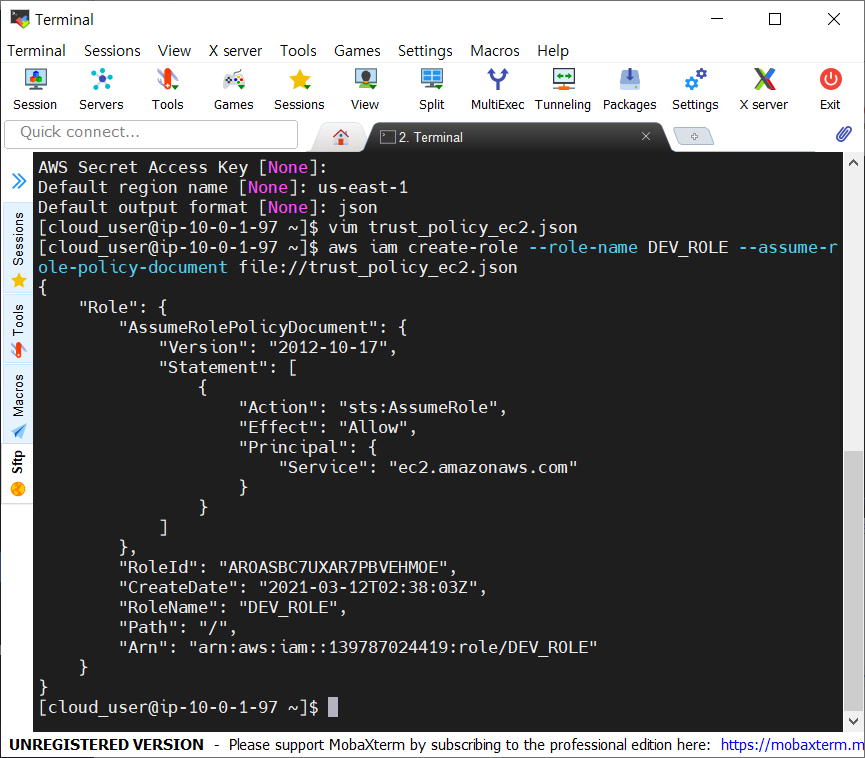 Terminal
Terminal Sessions View X server Tools Games Settings Macros Help
Session Servers Tools Games Sessions View Split MultiExec Tunneling Packages Settings X server Exit
Quick connect...
2. Terminal
Sessions
Tools
Macros
Sftp
AWS Secret Access Key [None]:
Default region name [None]: us-east-1
Default output format [None]: json
[cloud_user@ip-10-0-1-97 ~]$ vim trust_policy_ec2.json
[cloud_user@ip-10-0-1-97 ~]$ aws iam create-role --role-name DEV_ROLE --assume-r
ole-policy-document file://trust_policy_ec2.json
{
    "Role": {
        "AssumeRolePolicyDocument": {
            "Version": "2012-10-17",
            "Statement": [
                {
                    "Action": "sts:AssumeRole",
                    "Effect": "Allow",
                    "Principal": {
                        "Service": "ec2.amazonaws.com"
                    }
                }
            ]
        },
        "RoleId": "AROASBC7UXAR7PBVEHMOE",
        "CreateDate": "2021-03-12T02:38:03Z",
        "RoleName": "DEV_ROLE",
        "Path": "/",
        "Arn": "arn:aws:iam::139787024419:role/DEV_ROLE"
    }
}
[cloud_user@ip-10-0-1-97 ~]$
UNREGISTERED VERSION - Please support MobaXterm by subscribing to the professional edition here: https://mobaxterm.m